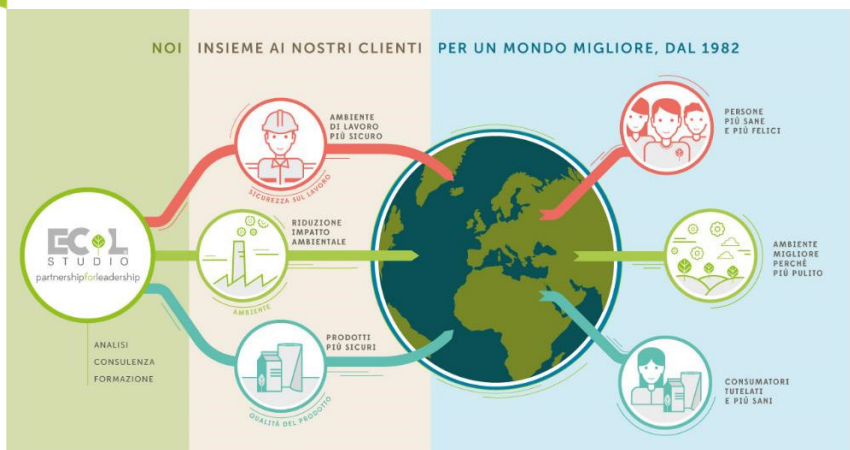 NOI INSIEME AI NOSTRI CLIENTI PER UN MONDO MIGLIORE, DAL 1982
ECOL
STUDIO
partnershipforleadership
ANALISI
CONSULENZA
FORMAZIONE
AMBIENTE
DI LAVORO
PIÙ SICURO
SICUREZZA SUL LAVORO
RIDUZIONE
IMPATTO
AMBIENTALE
AMBIENTE
PRODOTTI
PIÙ SICURI
QUALITÀ DEL PRODOTTO
PERSONE
PIÙ SANE
E PIÙ FELICI
AMBIENTE
MIGLIORE
PERCHÉ
PIÙ PULITO
CONSUMATORI
TUTELATI
E PIÙ SANI